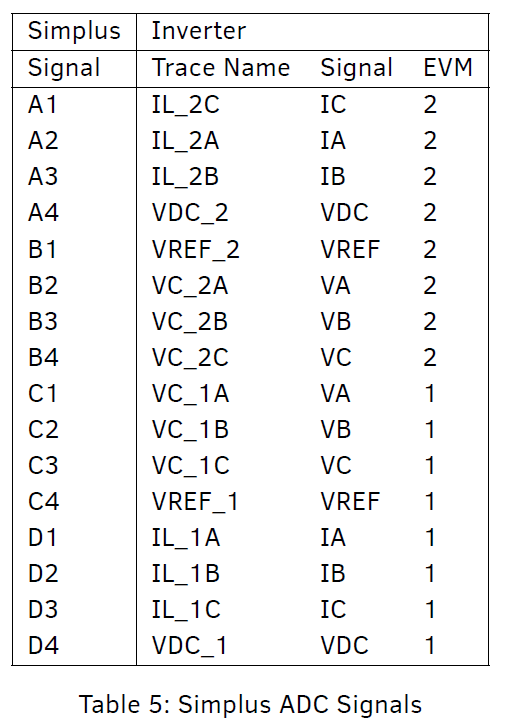 Simplus Inverter
Signal Trace Name Signal EVM
A1 IL_2C IC 2
A2 IL_2A IA 2
A3 IL_2B IB 2
A4 VDC_2 VDC 2
B1 VREF_2 VREF 2
B2 VC_2A VA 2
B3 VC_2B VB 2
B4 VC_2C VC 2
C1 VC_1A VA 1
C2 VC_1B VB 1
C3 VC_1C VC 1
C4 VREF_1 VREF 1
D1 IL_1A IA 1
D2 IL_1B IB 1
D3 IL_1C IC 1
D4 VDC_1 VDC 1
Table 5: Simplus ADC Signals